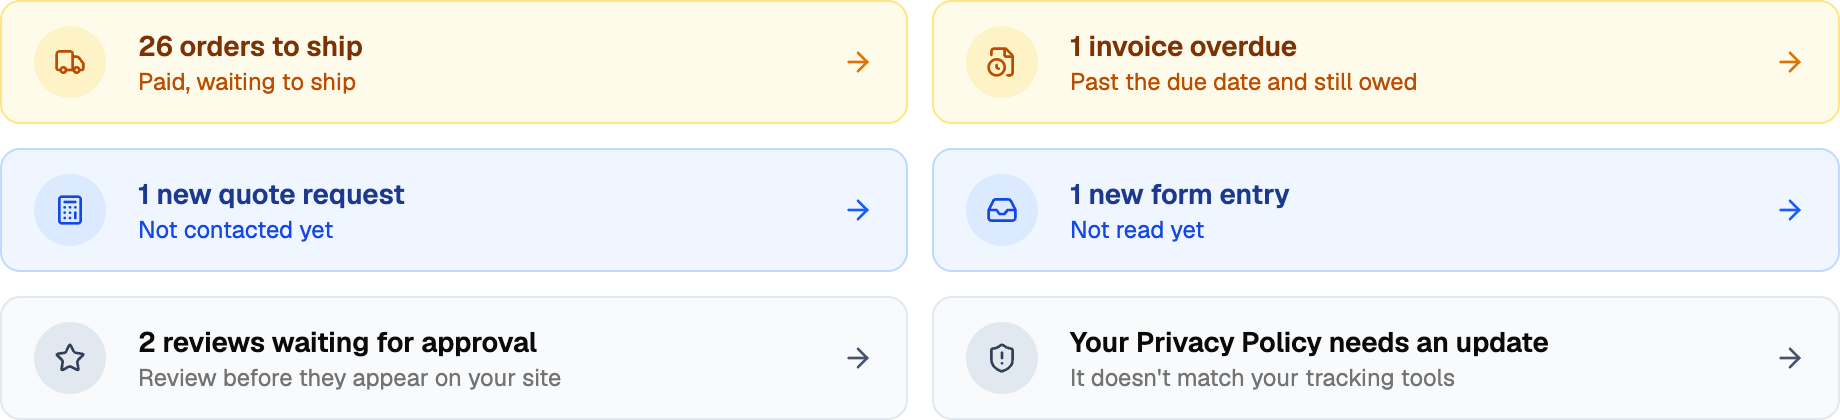 26 orders to ship
Paid, waiting to ship
1 invoice overdue
Past the due date and still owed
1 new quote request
Not contacted yet
1 new form entry
Not read yet
2 reviews waiting for approval
Review before they appear on your site
Your Privacy Policy needs an update
It doesn't match your tracking tools